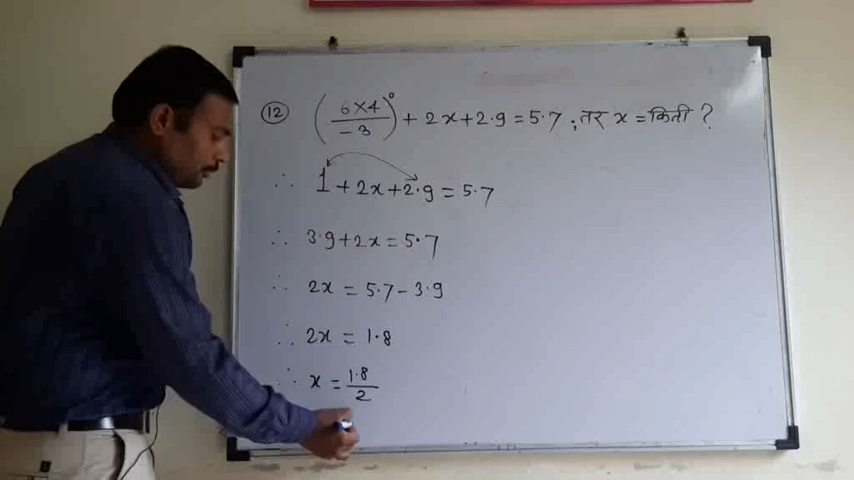 (12) (6×4/-3)⁰ + 2x+2.9 = 5.7 ; तर x = किती ?
∴ 1 + 2x+2.9 = 5.7
∴ 3.9+2x = 5.7
∴ 2x = 5.7 - 3.9
∴ 2x = 1.8
∴ x = 1.8/2